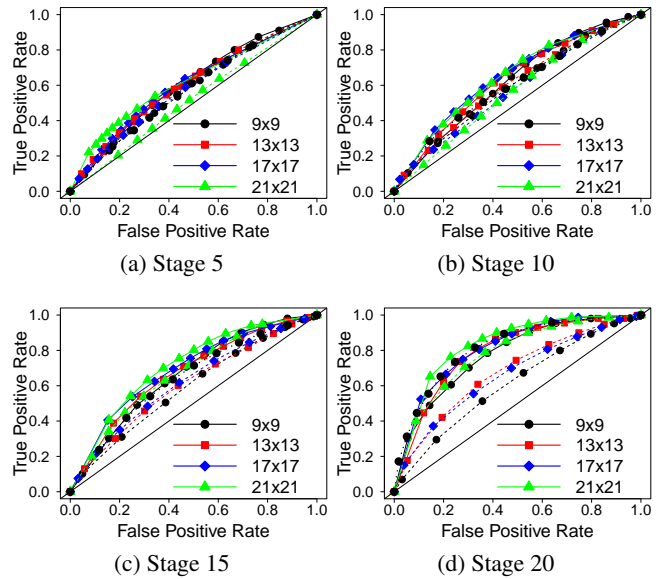 True Positive Rate
1.0
0.8
0.6
0.4
0.2
0.0
9x9
13x13
17x17
21x21
0.0 0.2 0.4 0.6 0.8 1.0
False Positive Rate
(a) Stage 5
True Positive Rate
1.0
0.8
0.6
0.4
0.2
0.0
9x9
13x13
17x17
21x21
0.0 0.2 0.4 0.6 0.8 1.0
False Positive Rate
(b) Stage 10
True Positive Rate
1.0
0.8
0.6
0.4
0.2
0.0
9x9
13x13
17x17
21x21
0.0 0.2 0.4 0.6 0.8 1.0
False Positive Rate
(c) Stage 15
True Positive Rate
1.0
0.8
0.6
0.4
0.2
0.0
9x9
13x13
17x17
21x21
0.0 0.2 0.4 0.6 0.8 1.0
False Positive Rate
(d) Stage 20